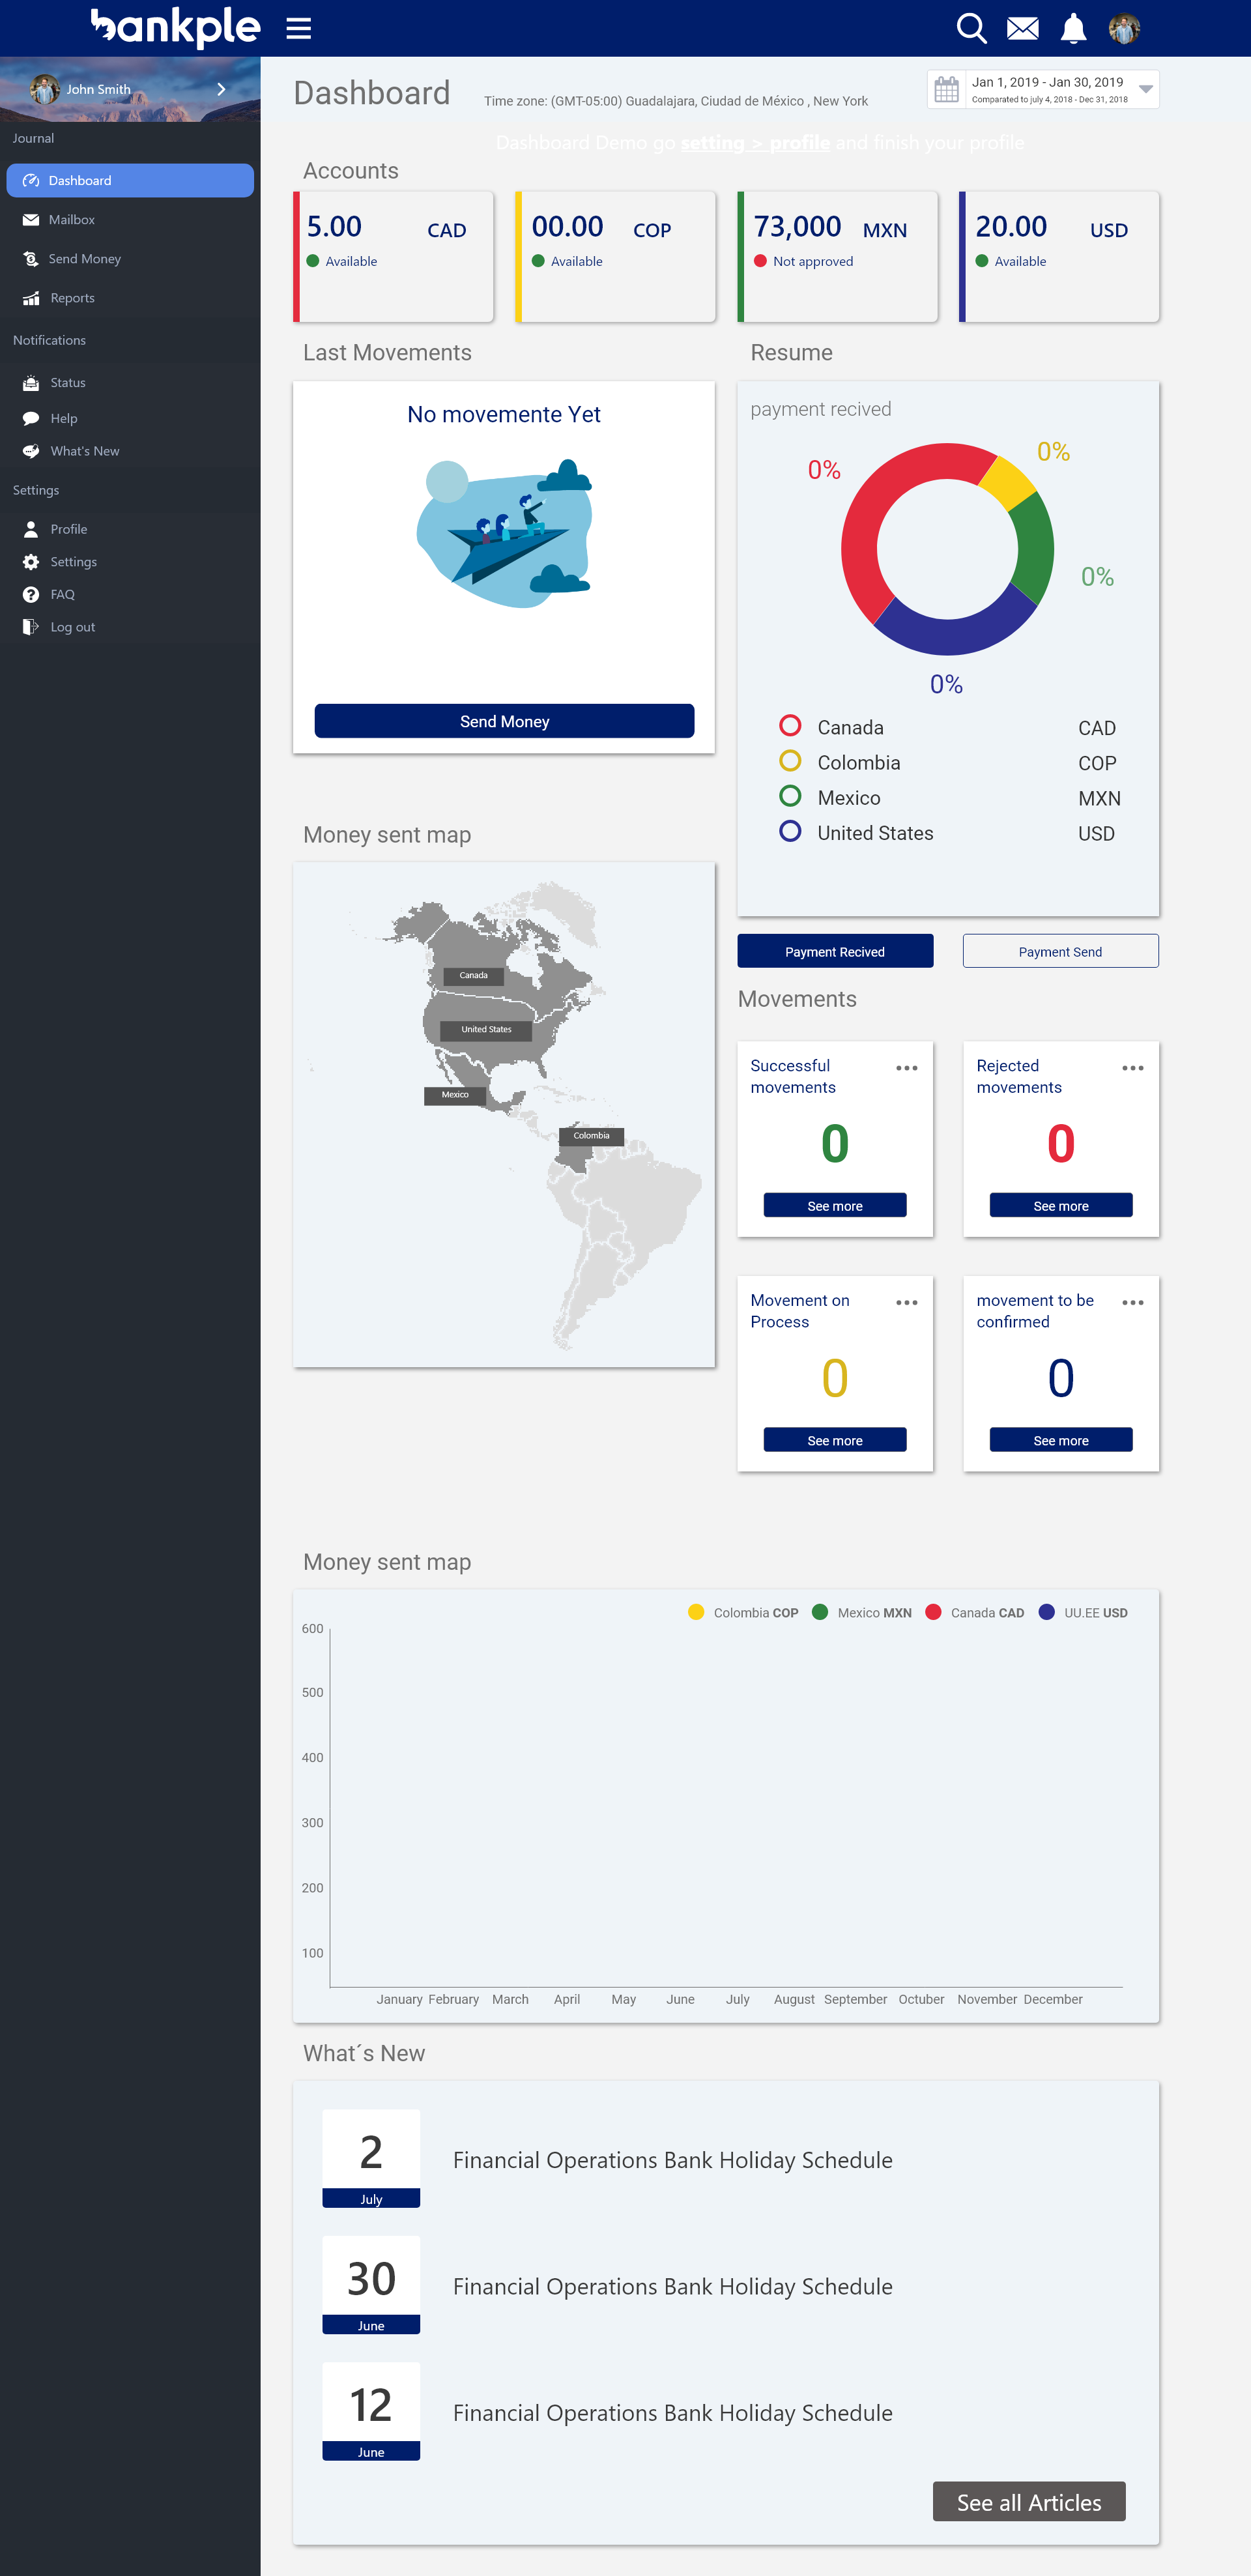 bankple
John Smith
Journal
Dashboard
Mailbox
Send Money
Reports
Notifications
Status
Help
What's New
Settings
Profile
Settings
FAQ
Log out
Dashboard
Time zone: (GMT-05:00) Guadalajara, Ciudad de México , New York
Jan 1, 2019 - Jan 30, 2019
Comparated to july 4, 2018 - Dec 31, 2018
Dashboard Demo go setting > profile and finish your profile
Accounts
5.00 CAD
Available
00.00 COP
Available
73,000 MXN
Not approved
20.00 USD
Available
Last Movements
No movemente Yet
Send Money
Resume
payment recived
0%
0%
0%
0%
Canada CAD
Colombia COP
Mexico MXN
United States USD
Payment Recived
Payment Send
Money sent map
Canada
United States
Mexico
Colombia
Movements
Successful
movements
0
See more
Rejected
movements
0
See more
Movement on
Process
0
See more
movement to be
confirmed
0
See more
Money sent map
Colombia COP Mexico MXN Canada CAD UU.EE USD
600
500
400
300
200
100
January February March April May June July August September Octuber November December
What´s New
2
July
Financial Operations Bank Holiday Schedule
30
June
Financial Operations Bank Holiday Schedule
12
June
Financial Operations Bank Holiday Schedule
See all Articles